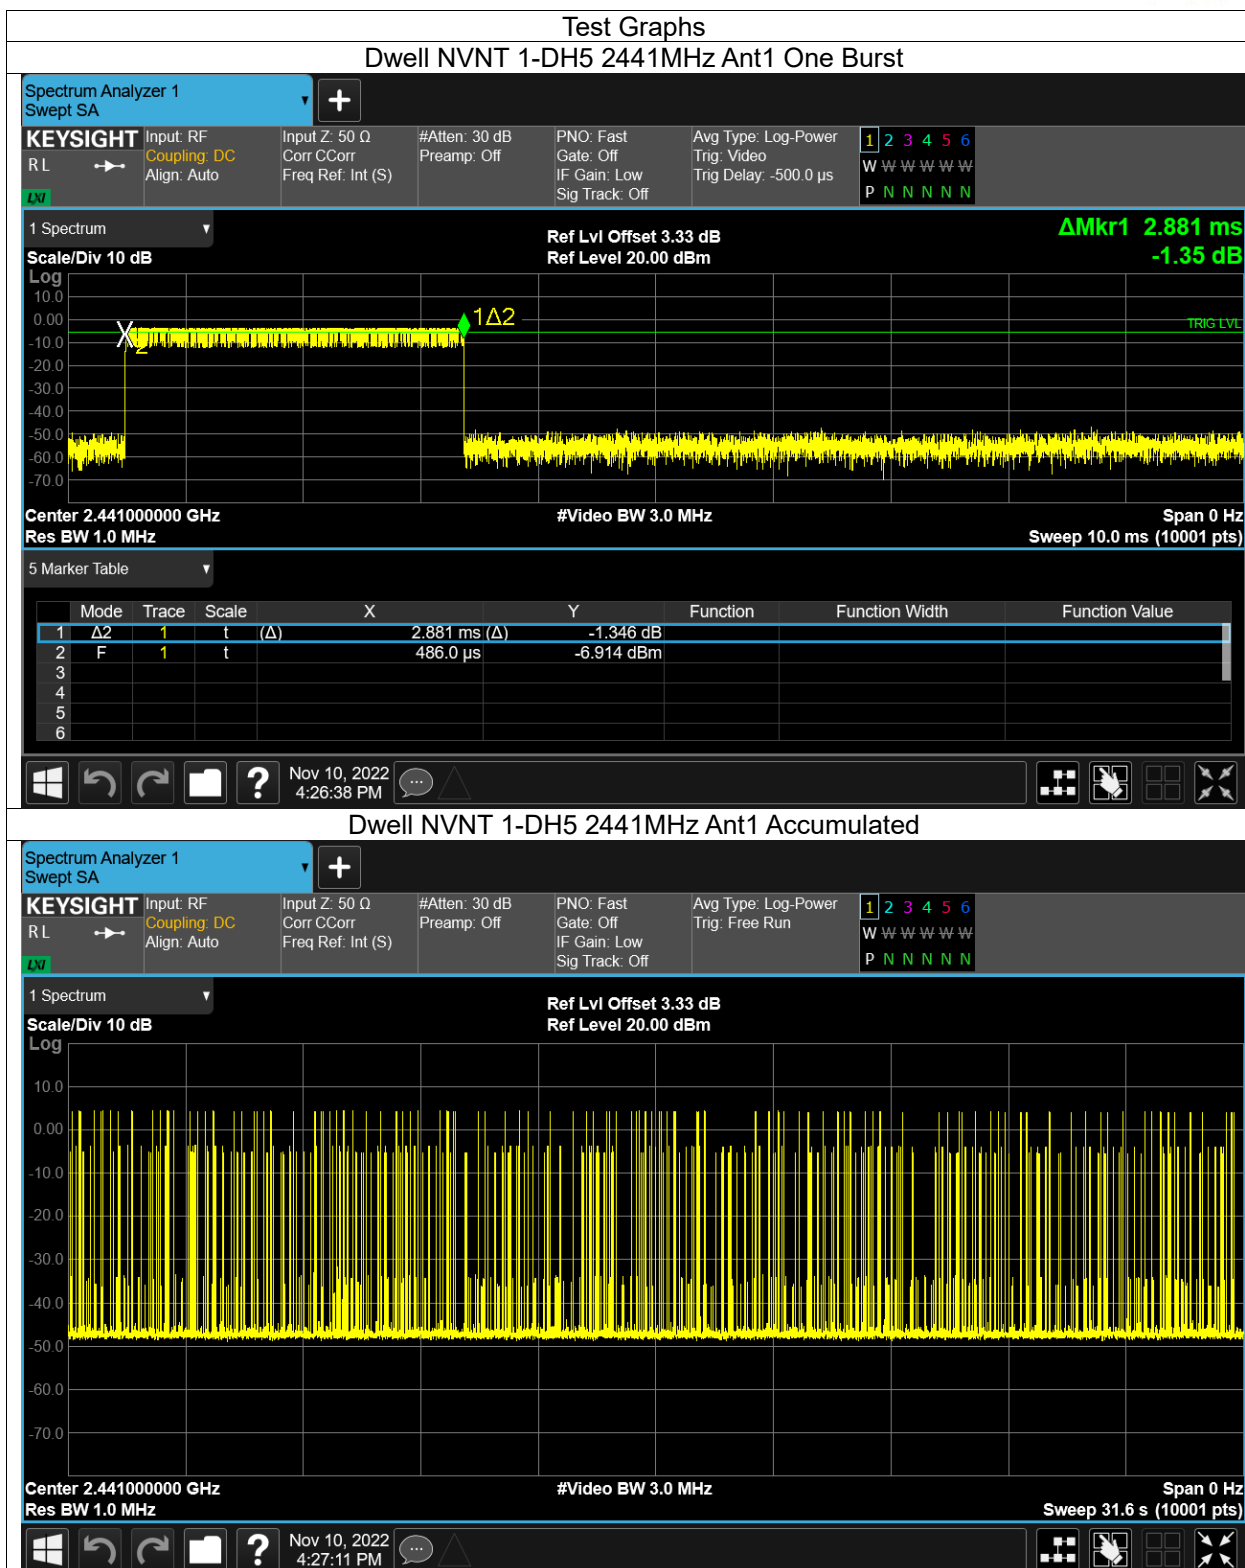 Test Graphs
Dwell NVNT 1-DH5 2441MHz Ant1 One Burst
Spectrum Analyzer 1
Swept SA
KEYSIGHT Input: RF Input Z: 50 Ω #Atten: 30 dB PNO: Fast Avg Type: Log-Power 1 2 3 4 5 6
RL Coupling: DC Corr CCorr Preamp: Off Gate: Off Trig: Video W W W W W W
Align: Auto Freq Ref: Int (S) IF Gain: Low Trig Delay: -500.0 µs
LXI Sig Track: Off P N N N N N
1 Spectrum Ref Lvl Offset 3.33 dB ΔMkr1 2.881 ms
Scale/Div 10 dB Ref Level 20.00 dBm -1.35 dB
Log
10.0
0.00 1Δ2 TRIG LVL
-10.0 2
-20.0
-30.0
-40.0
-50.0
-60.0
-70.0
Center 2.441000000 GHz #Video BW 3.0 MHz Span 0 Hz
Res BW 1.0 MHz Sweep 10.0 ms (10001 pts)
5 Marker Table
Mode Trace Scale X Y Function Function Width Function Value
1 Δ2 1 t (Δ) 2.881 ms (Δ) -1.346 dB
2 F 1 t 486.0 µs -6.914 dBm
3
4
5
6
? Nov 10, 2022
4:26:38 PM
Dwell NVNT 1-DH5 2441MHz Ant1 Accumulated
Spectrum Analyzer 1
Swept SA
KEYSIGHT Input: RF Input Z: 50 Ω #Atten: 30 dB PNO: Fast Avg Type: Log-Power 1 2 3 4 5 6
RL Coupling: DC Corr CCorr Preamp: Off Gate: Off Trig: Free Run W W W W W W
Align: Auto Freq Ref: Int (S) IF Gain: Low
LXI Sig Track: Off P N N N N N
1 Spectrum Ref Lvl Offset 3.33 dB
Scale/Div 10 dB Ref Level 20.00 dBm
Log
10.0
0.00
-10.0
-20.0
-30.0
-40.0
-50.0
-60.0
-70.0
Center 2.441000000 GHz #Video BW 3.0 MHz Span 0 Hz
Res BW 1.0 MHz Sweep 31.6 s (10001 pts)
? Nov 10, 2022
4:27:11 PM